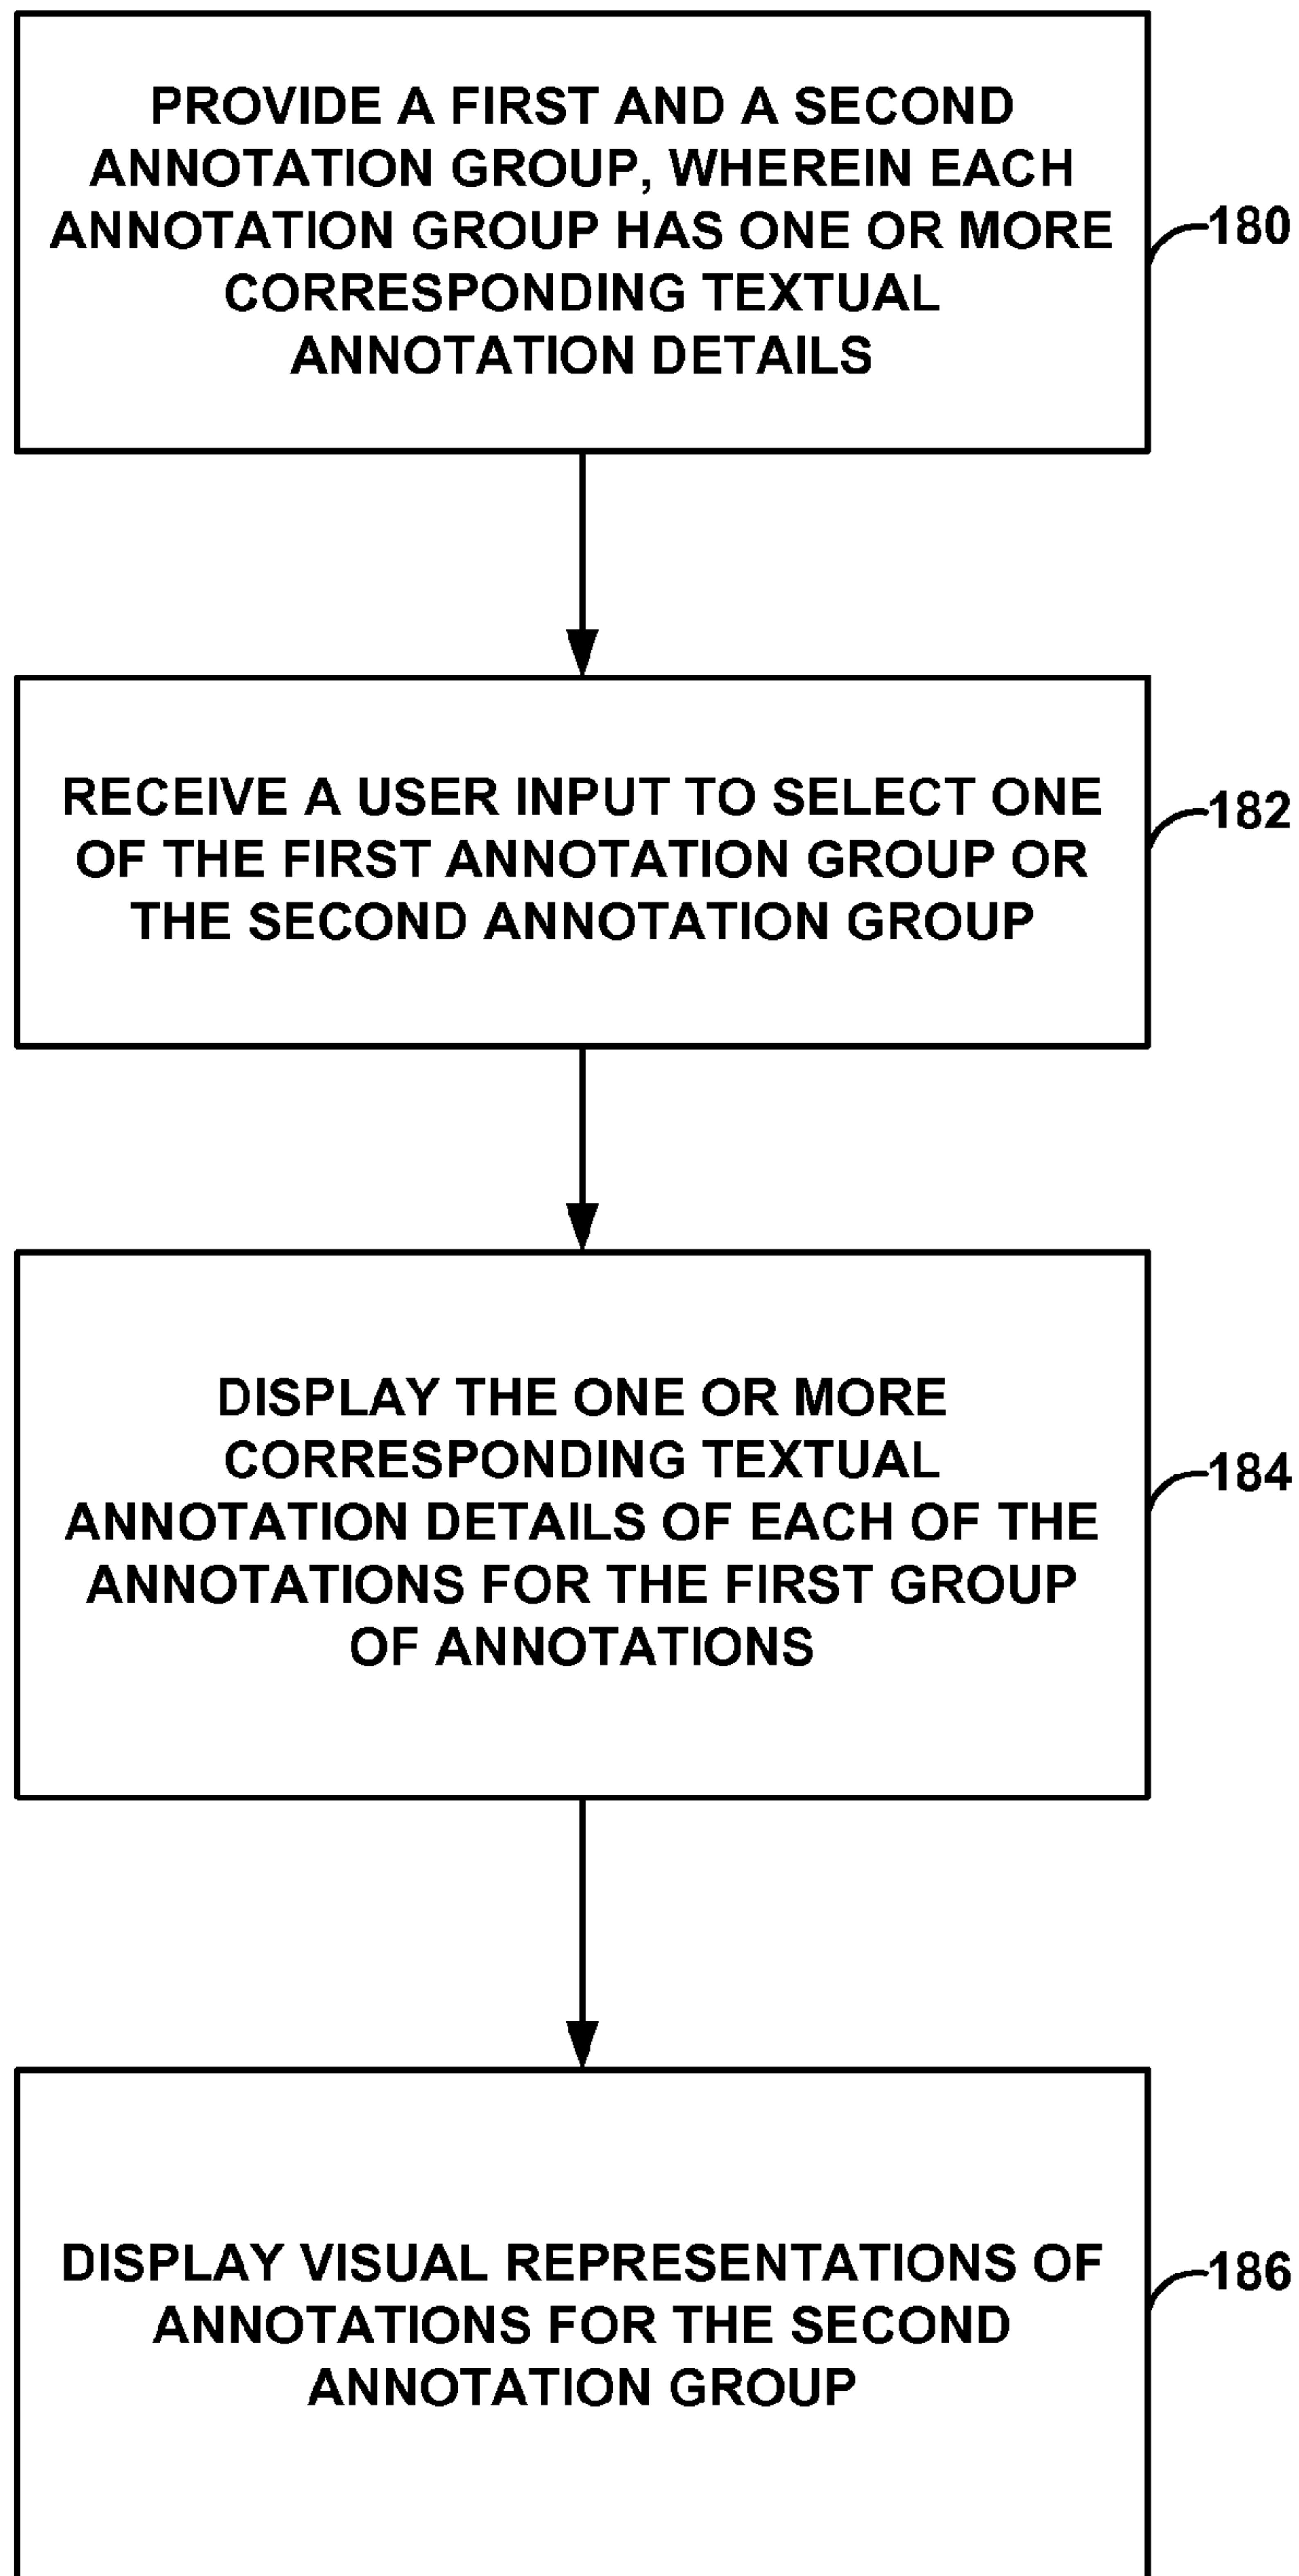 PROVIDE A FIRST AND A SECOND
ANNOTATION GROUP, WHEREIN EACH
ANNOTATION GROUP HAS ONE OR MORE
CORRESPONDING TEXTUAL
ANNOTATION DETAILS
180
RECEIVE A USER INPUT TO SELECT ONE
OF THE FIRST ANNOTATION GROUP OR
THE SECOND ANNOTATION GROUP
182
DISPLAY THE ONE OR MORE
CORRESPONDING TEXTUAL
ANNOTATION DETAILS OF EACH OF THE
ANNOTATIONS FOR THE FIRST GROUP
OF ANNOTATIONS
184
DISPLAY VISUAL REPRESENTATIONS OF
ANNOTATIONS FOR THE SECOND
ANNOTATION GROUP
186